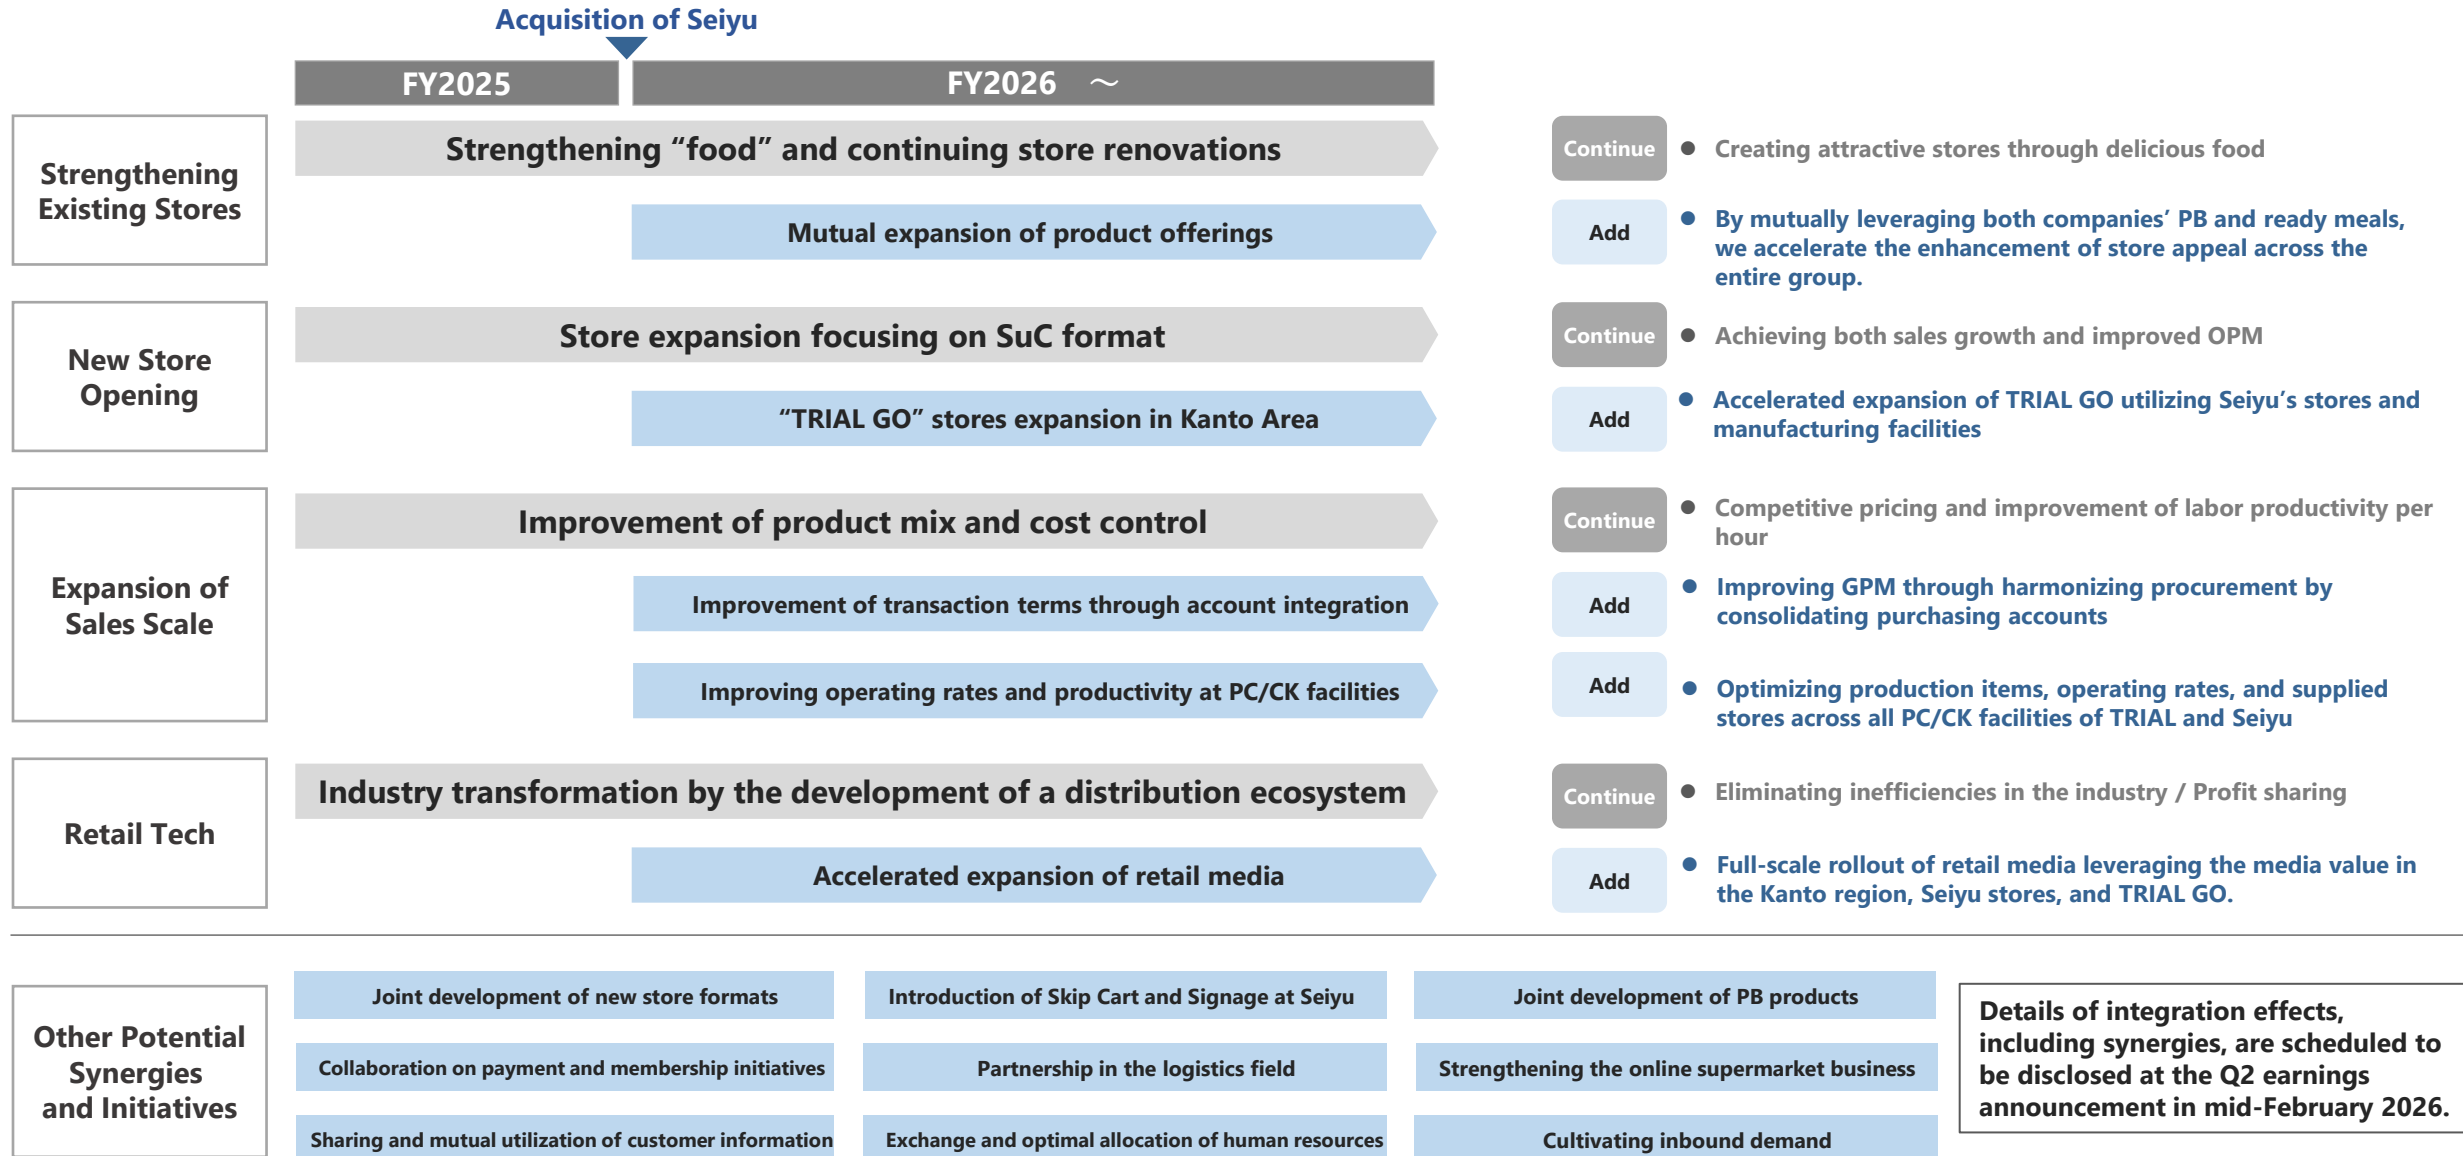 Acquisition of Seiyu
FY2025
FY2026 ～
Strengthening
Existing Stores
Strengthening “food” and continuing store renovations
Continue
● Creating attractive stores through delicious food
Mutual expansion of product offerings
Add
● By mutually leveraging both companies’ PB and ready meals,
we accelerate the enhancement of store appeal across the
entire group.
New Store
Opening
Store expansion focusing on SuC format
Continue
● Achieving both sales growth and improved OPM
“TRIAL GO” stores expansion in Kanto Area
Add
● Accelerated expansion of TRIAL GO utilizing Seiyu’s stores and
manufacturing facilities
Expansion of
Sales Scale
Improvement of product mix and cost control
Continue
● Competitive pricing and improvement of labor productivity per
hour
Improvement of transaction terms through account integration
Add
● Improving GPM through harmonizing procurement by
consolidating purchasing accounts
Improving operating rates and productivity at PC/CK facilities
Add
● Optimizing production items, operating rates, and supplied
stores across all PC/CK facilities of TRIAL and Seiyu
Retail Tech
Industry transformation by the development of a distribution ecosystem
Continue
● Eliminating inefficiencies in the industry / Profit sharing
Accelerated expansion of retail media
Add
● Full-scale rollout of retail media leveraging the media value in
the Kanto region, Seiyu stores, and TRIAL GO.
Other Potential
Synergies
and Initiatives
Joint development of new store formats
Introduction of Skip Cart and Signage at Seiyu
Joint development of PB products
Collaboration on payment and membership initiatives
Partnership in the logistics field
Strengthening the online supermarket business
Sharing and mutual utilization of customer information
Exchange and optimal allocation of human resources
Cultivating inbound demand
Details of integration effects,
including synergies, are scheduled to
be disclosed at the Q2 earnings
announcement in mid-February 2026.